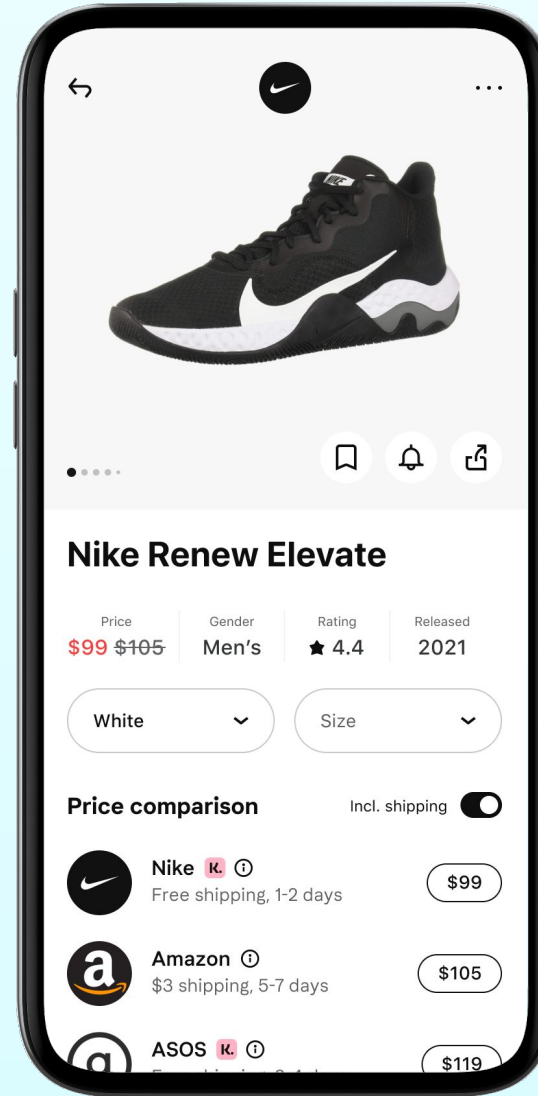 NIKE
Nike Renew Elevate
Price Gender Rating Released
$99 $105 Men’s 4.4 2021
White Size
Price comparison Incl. shipping
Nike K.
Free shipping, 1-2 days
$99
a
Amazon
$3 shipping, 5-7 days
$105
a
ASOS K.
$119